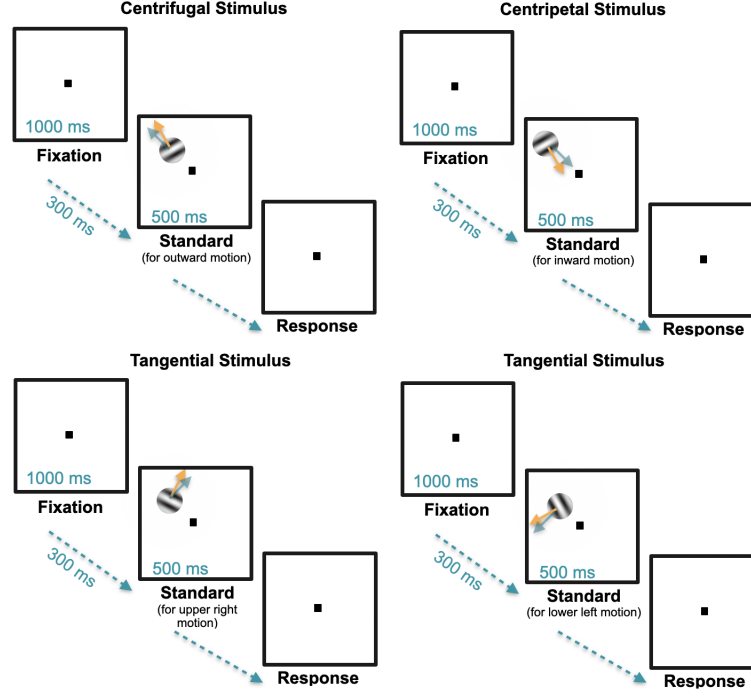 Centrifugal Stimulus
1000 ms
Fixation
300 ms
500 ms
Standard
(for outward motion)
Response
Centripetal Stimulus
1000 ms
Fixation
300 ms
500 ms
Standard
(for inward motion)
Response
Tangential Stimulus
1000 ms
Fixation
300 ms
500 ms
Standard
(for upper right
motion)
Response
Tangential Stimulus
1000 ms
Fixation
300 ms
500 ms
Standard
(for lower left motion)
Response